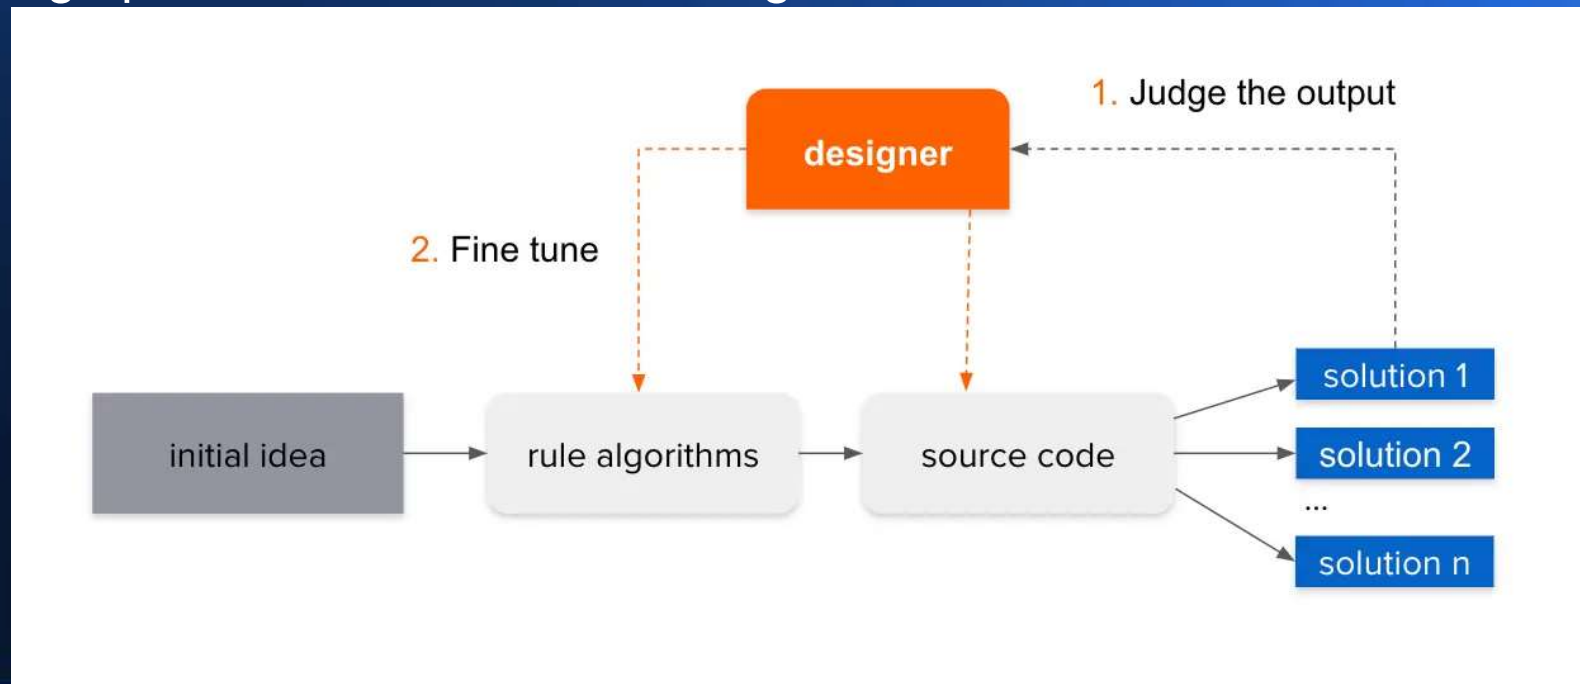 1. Judge the output
designer
2. Fine tune
initial idea
rule algorithms
source code
solution 1
solution 2
...
solution n